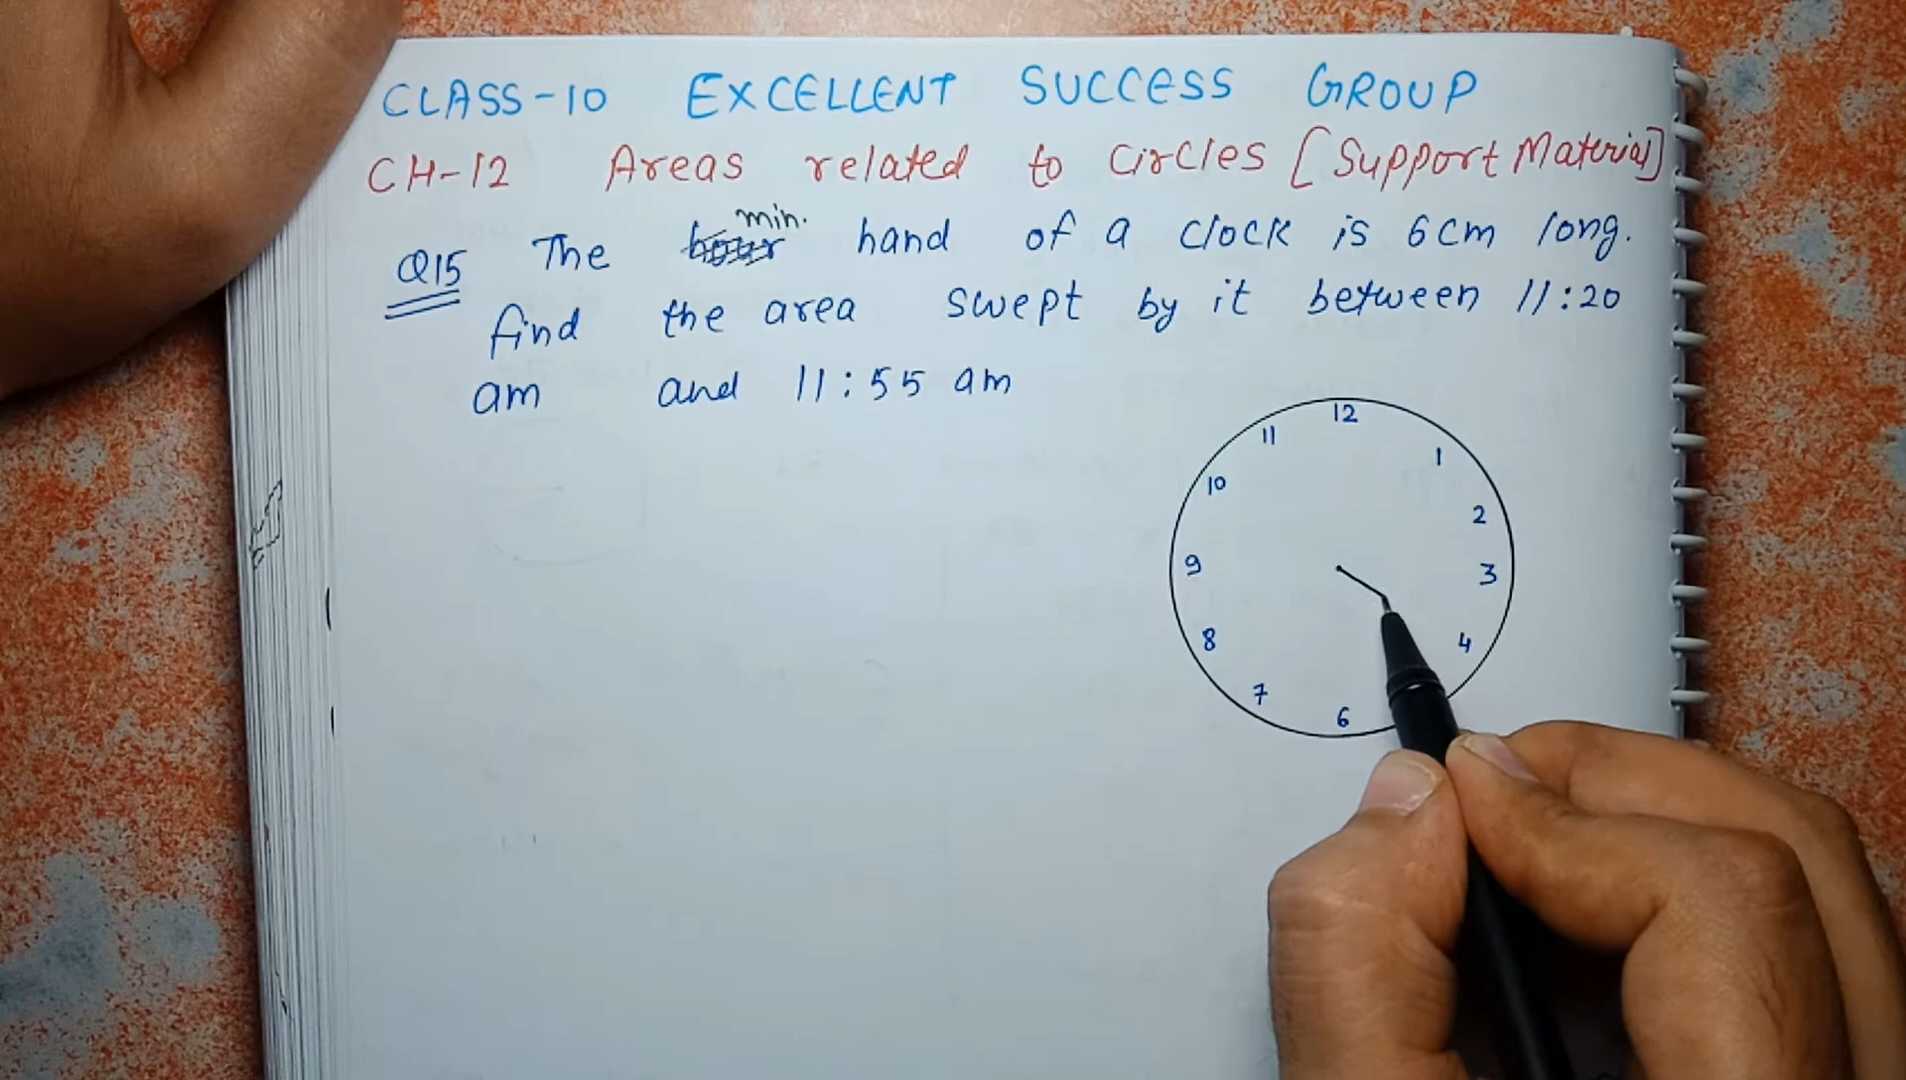 CLASS-10 EXCELLENT SUCCESS GROUP
CH-12 Areas related to Circles [Support Material]
min.
Q15 The hour hand of a clock is 6cm long.
find the area swept by it between 11:20
am and 11:55 am
12
11
1
10
2
9
3
8
4
7
6